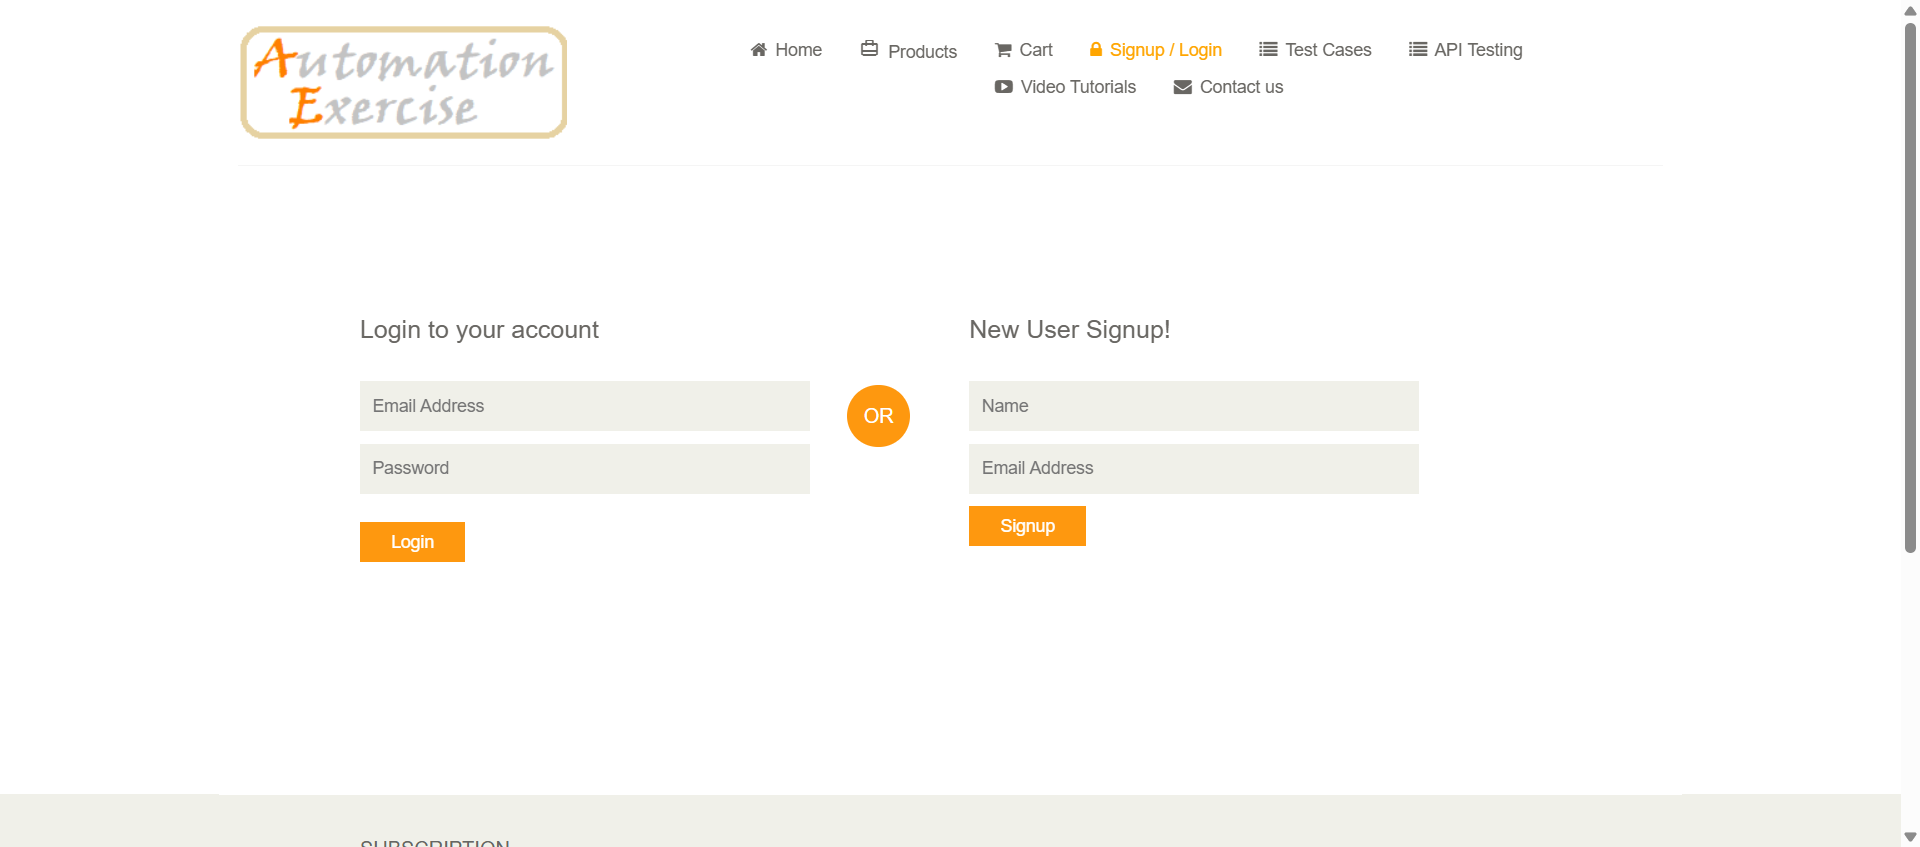 Automation
Exercise
Home Products Cart Signup / Login Test Cases API Testing
Video Tutorials Contact us
Login to your account
Email Address
Password
Login
OR
New User Signup!
Name
Email Address
Signup
SUBSCRIPTION